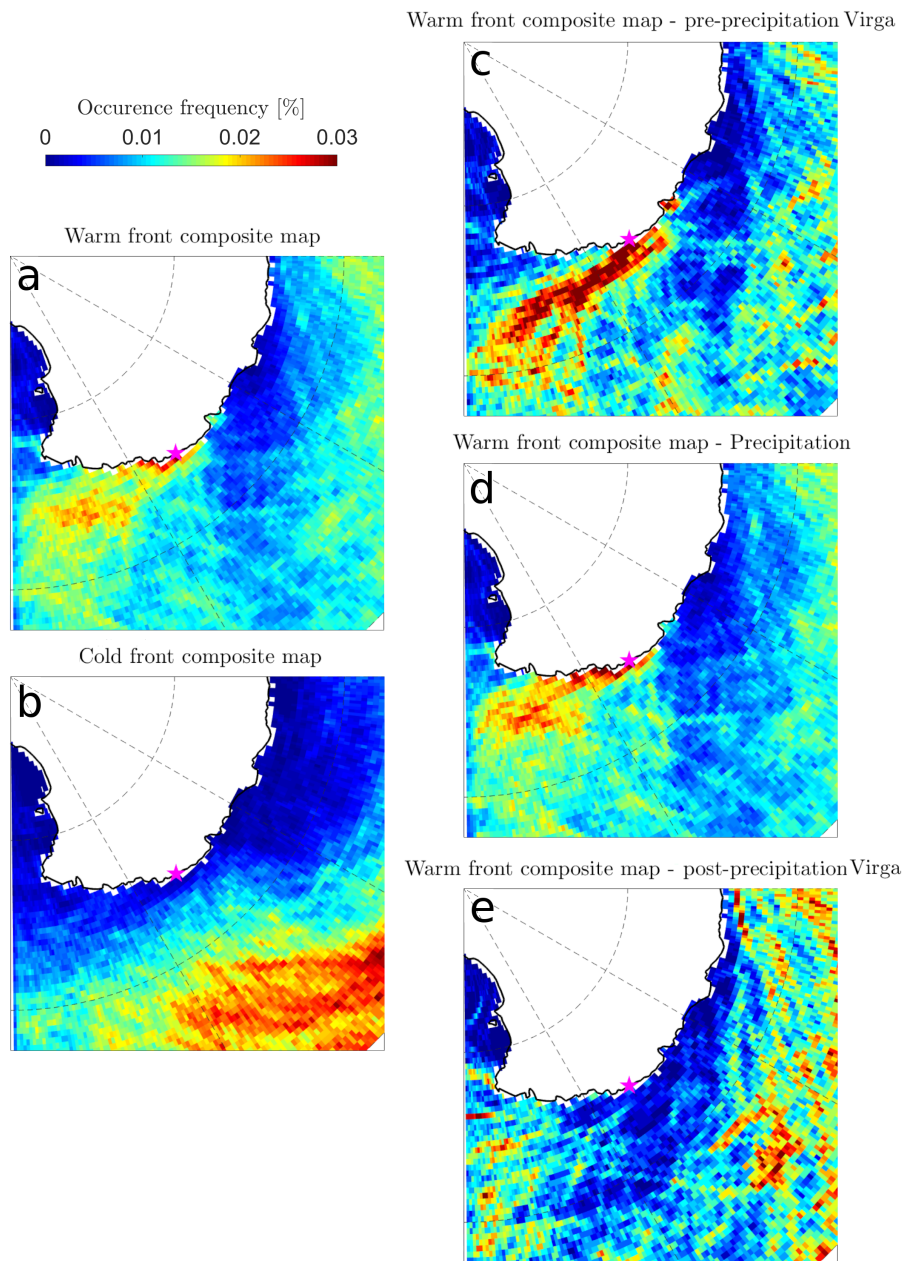 Warm front composite map - pre-precipitation Virga
c
Occurence frequency [%]
0 0.01 0.02 0.03
Warm front composite map
a
Warm front composite map - Precipitation
d
Cold front composite map
b
Warm front composite map - post-precipitation Virga
e